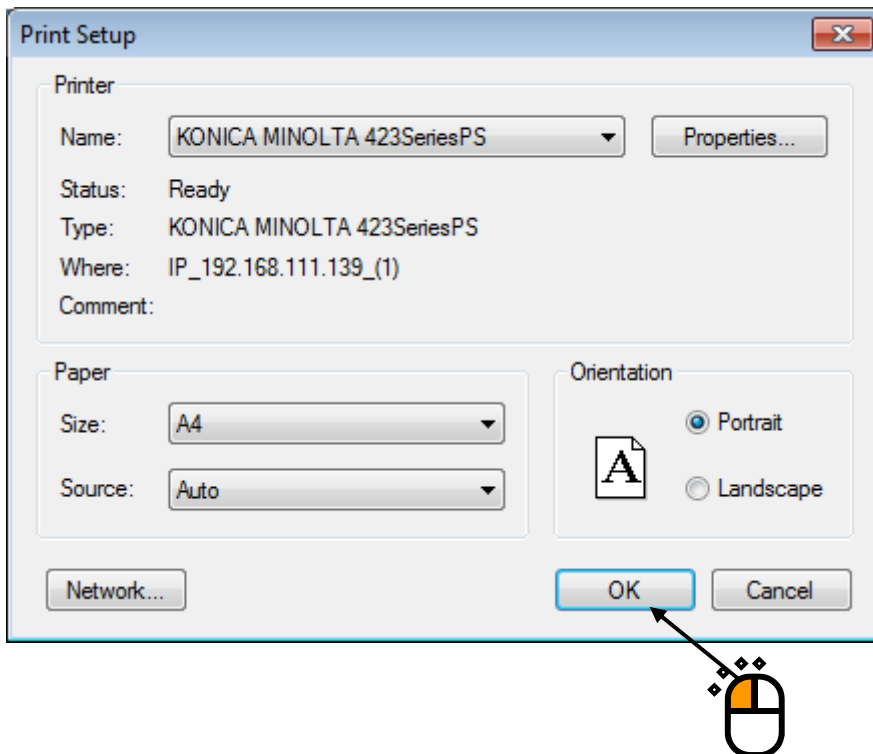 Print Setup
Printer
Name: KONICA MINOLTA 423SeriesPS Properties...
Status: Ready
Type: KONICA MINOLTA 423SeriesPS
Where: IP_192.168.111.139_(1)
Comment:
Paper
Size: A4
Source: Auto
Orientation
A
Portrait
Landscape
Network... OK Cancel